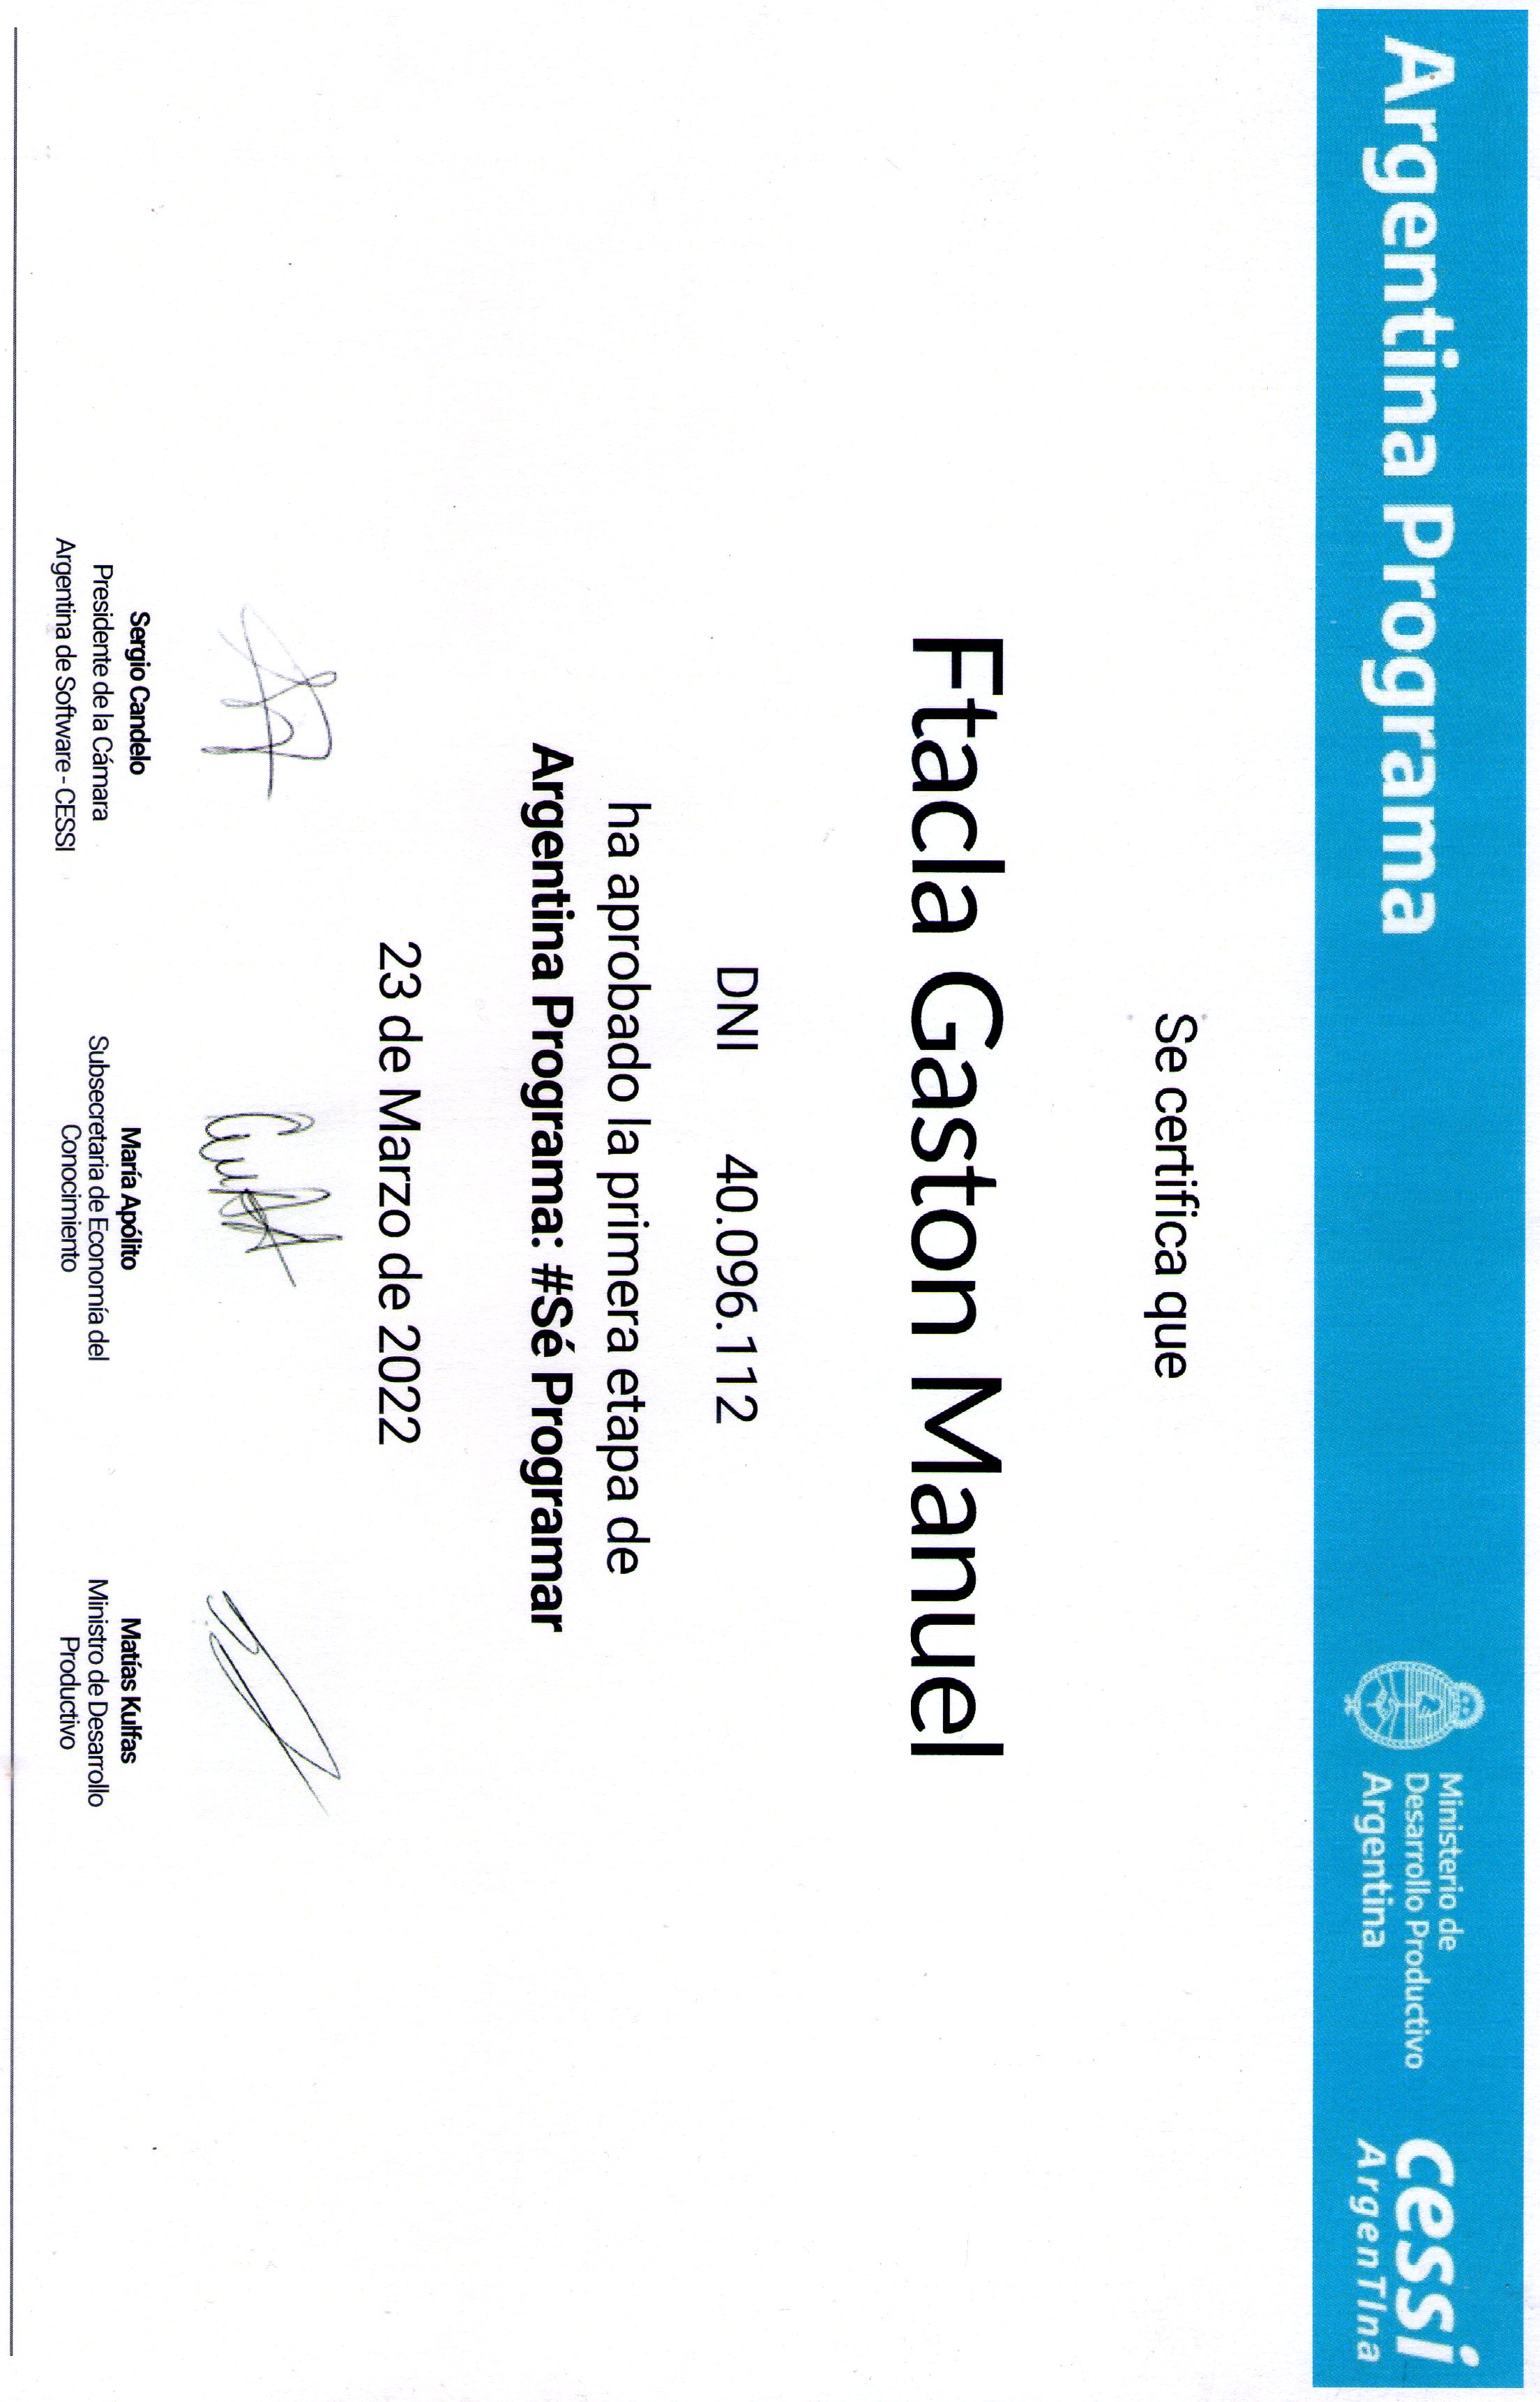 Argentina Programa
Ministerio de
Desarrollo Productivo
Argentina
cessi
ArgenTIna
Se certifica que
Ftacla Gaston Manuel
DNI 40.096.112
ha aprobado la primera etapa de
Argentina Programa: #Sé Programar
23 de Marzo de 2022
Sergio Candelo
Presidente de la Cámara
Argentina de Software - CESSI
María Apólito
Subsecretaria de Economía del
Conocimiento
Matías Kulfas
Ministro de Desarrollo
Productivo